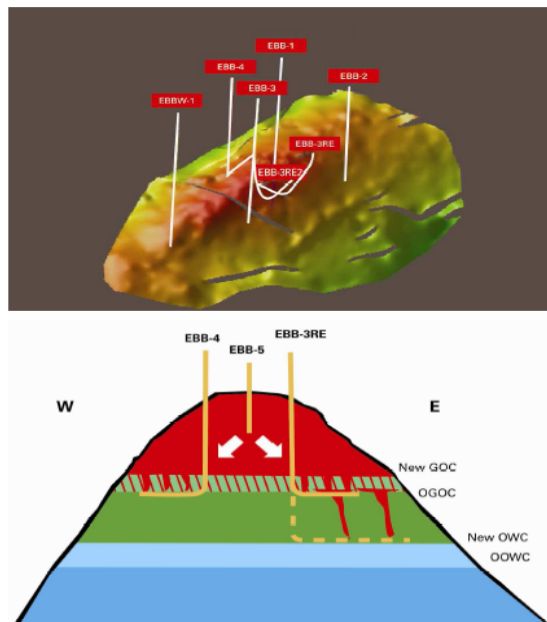 EBB-1
EBB-4
EBB-2
EBB-3
EBBW-1
EBB-3RE
EBB-3RE2
EBB-4
EBB-3RE
EBB-5
W
E
New GOC
OGOC
New OWC
OOWC